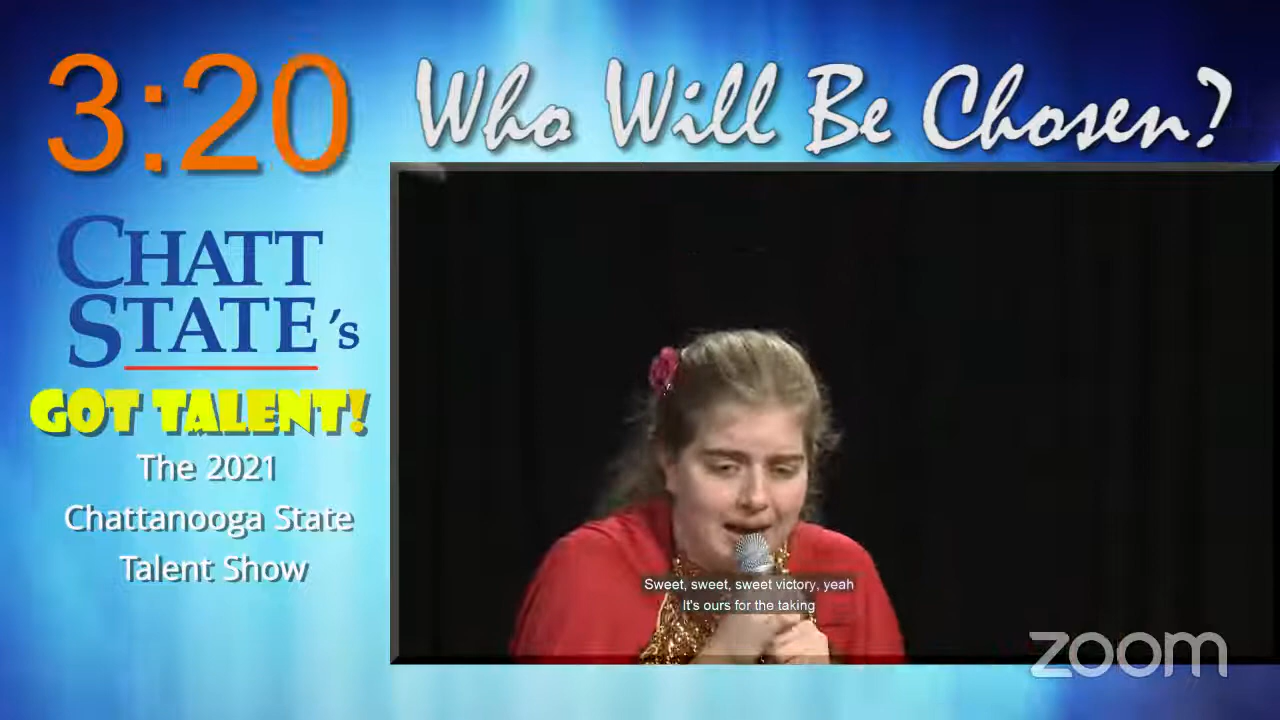 3:20
Who Will Be Chosen?
CHATT
STATE's
GOT TALENT!
The 2021
Chattanooga State
Talent Show
Sweet, sweet, sweet victory, yeah
It's ours for the taking
zoom